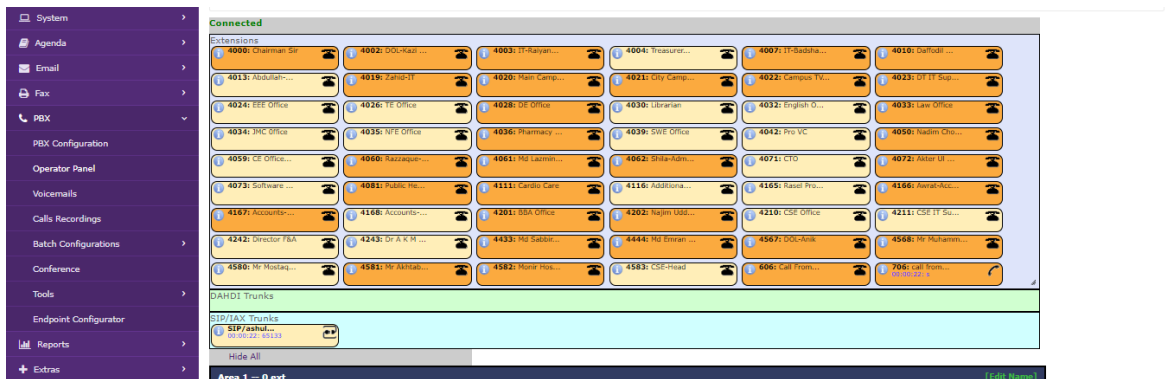 System
Agenda
Email
Fax
PBX
PBX Configuration
Operator Panel
Voicemails
Calls Recordings
Batch Configurations
Conference
Tools
Endpoint Configurator
Reports
Extras
Connected
Extensions
4000: Chairman Sir
4002: DOL-Kazi ...
4003: IT-Raiyan...
4004: Treasurer...
4007: IT-Badsha...
4010: Daffodil ...
4013: Abdullah-...
4019: Zahid-IT
4020: Main Camp...
4021: City Camp...
4022: Campus TV...
4023: DT IT Sup...
4024: EEE Office
4026: TE Office
4028: DE Office
4030: Librarian
4032: English O...
4033: Law Office
4034: JMC Office
4035: NFE Office
4036: Pharmacy ...
4039: SWE Office
4042: Pro VC
4050: Nadim Cho...
4059: CE Office...
4060: Razzaque-...
4061: Md Lazmin...
4062: Shila-Adm...
4071: CTO
4072: Akter Ul ...
4073: Software ...
4081: Public He...
4111: Cardio Care
4116: Additiona...
4165: Rasel Pro...
4166: Awrat-Acc...
4167: Accounts-...
4168: Accounts-...
4201: BBA Office
4202: Najim Udd...
4210: CSE Office
4211: CSE IT Su...
4242: Director F&A
4243: Dr A K M ...
4433: Md Sabbir...
4444: Md Emran ...
4567: DOL-Anik
4568: Mr Muhamm...
4580: Mr Mostaq...
4581: Mr Akhtab...
4582: Monir Hos...
4583: CSE-Head
606: Call From...
706: call from...
00:00:22: s
DAHDI Trunks
SIP/IAX Trunks
SIP/ashul...
00:00:22: 65133
Hide All
Area 1 -- 0 ext
[Edit Name]